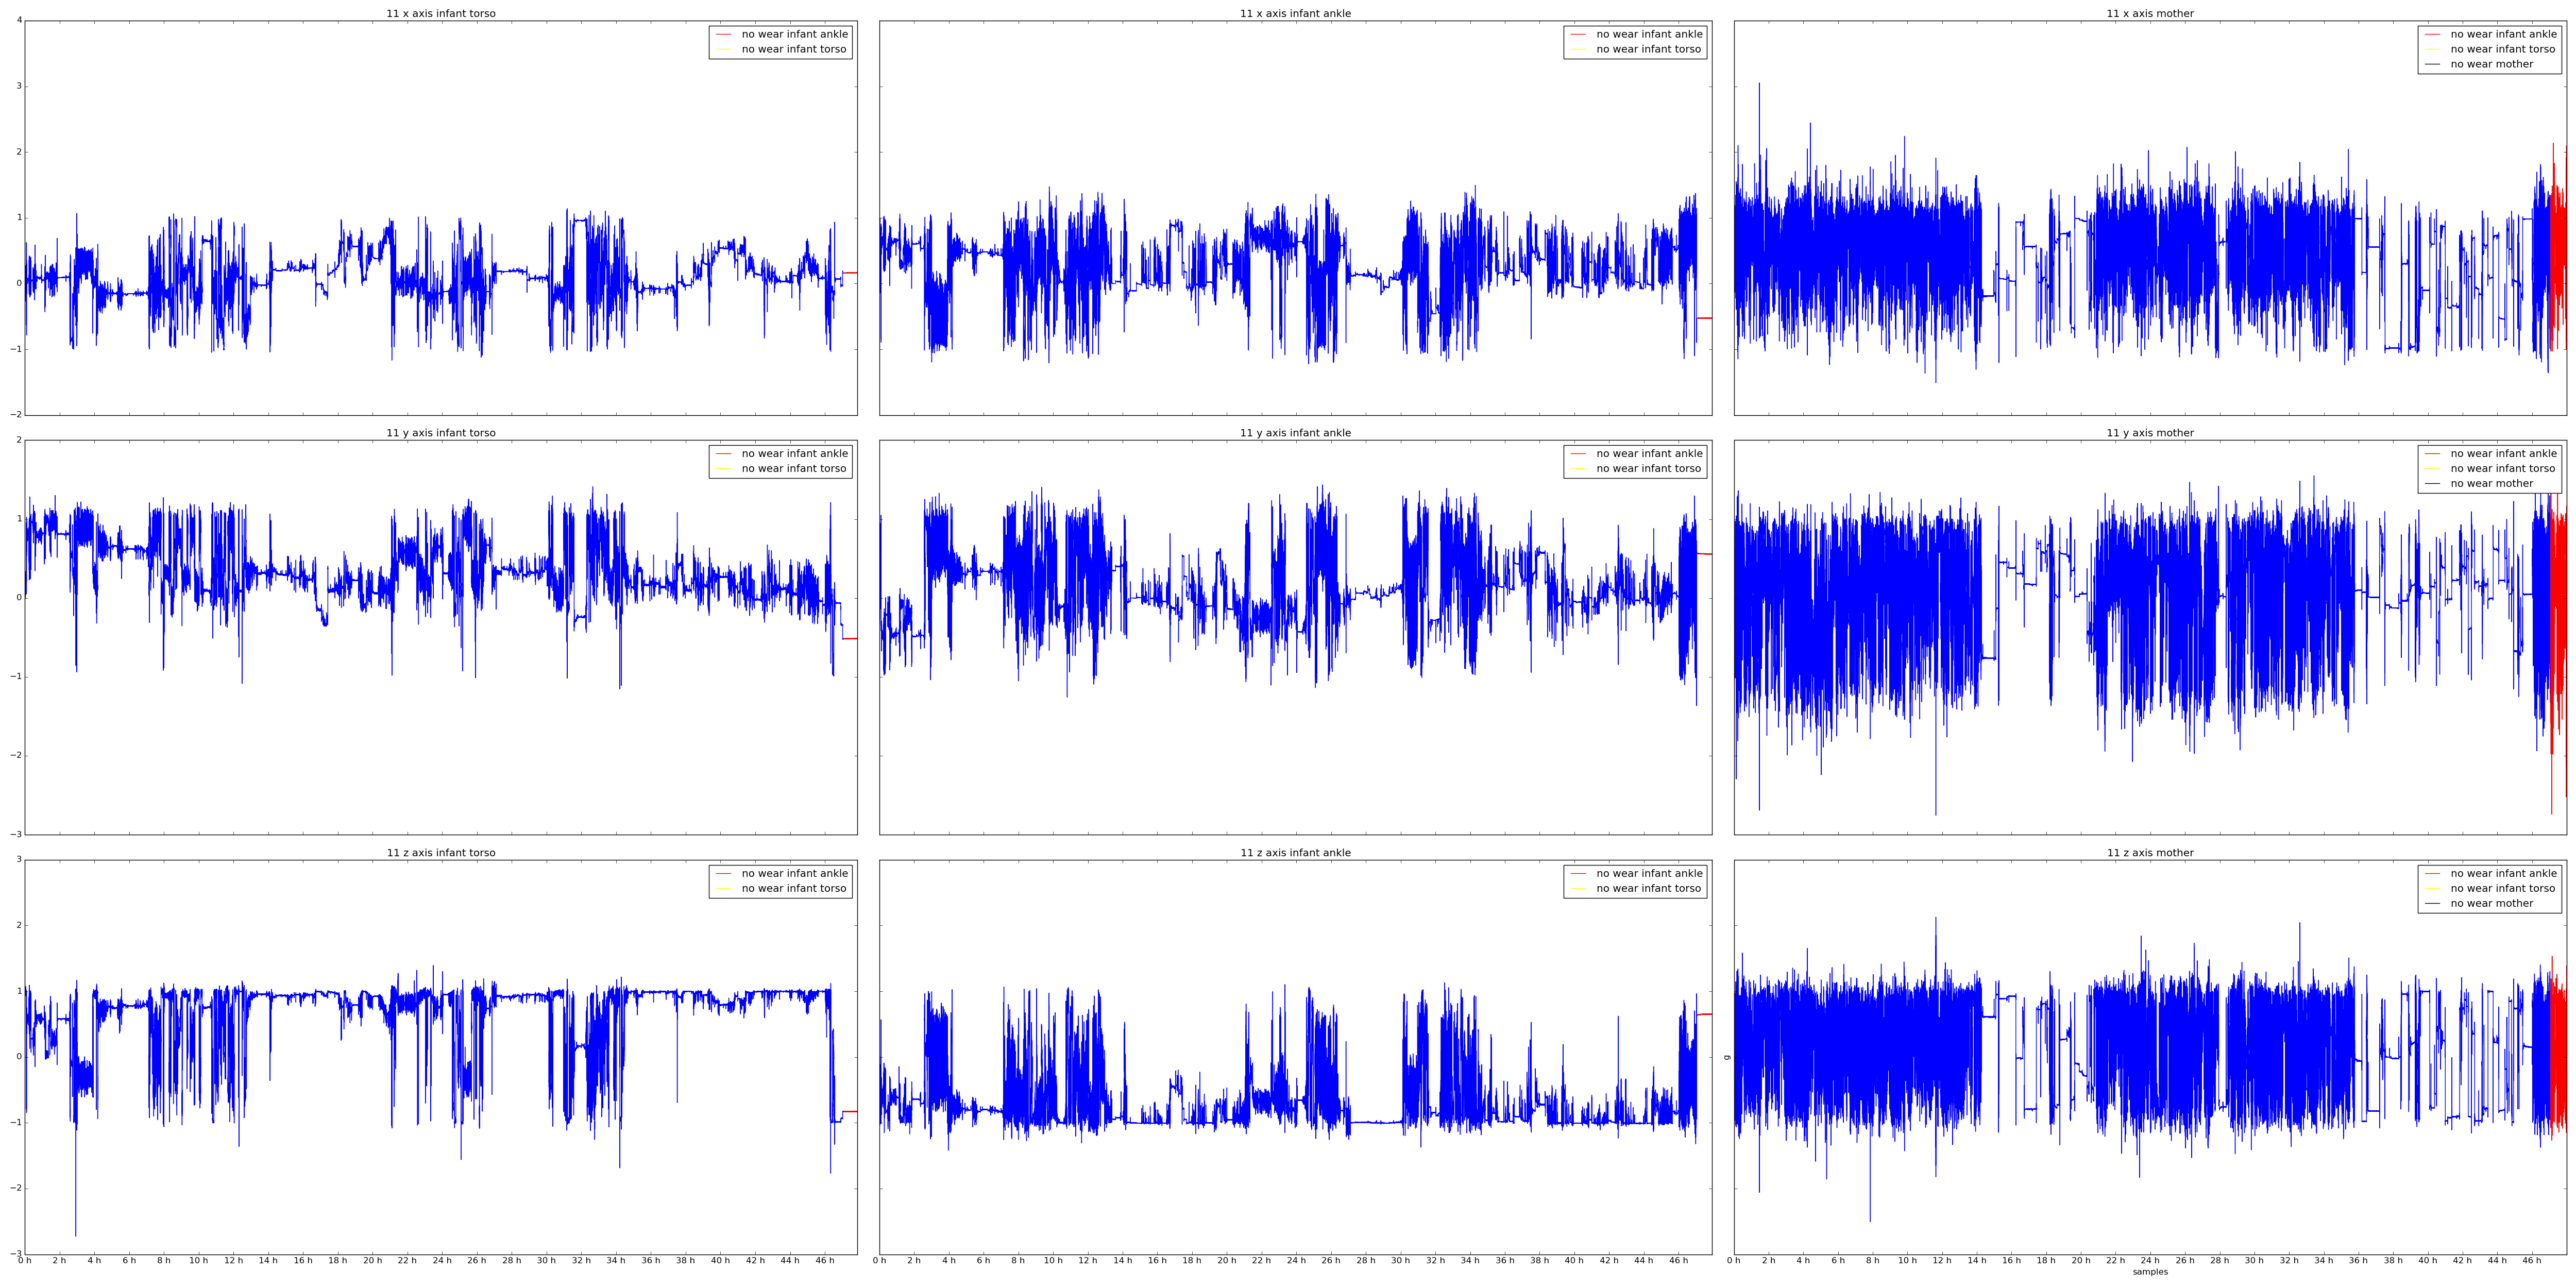 11 x axis infant torso
11 x axis infant ankle
11 x axis mother
4
3
2
1
0
−1
−2
no wear infant ankle
no wear infant torso
no wear infant ankle
no wear infant torso
no wear infant ankle
no wear infant torso
no wear mother
11 y axis infant torso
11 y axis infant ankle
11 y axis mother
2
1
0
−1
−2
−3
no wear infant ankle
no wear infant torso
no wear infant ankle
no wear infant torso
no wear infant ankle
no wear infant torso
no wear mother
11 z axis infant torso
11 z axis infant ankle
11 z axis mother
3
2
1
0
−1
−2
−3
no wear infant ankle
no wear infant torso
no wear infant ankle
no wear infant torso
no wear infant ankle
no wear infant torso
no wear mother
g
0 h 2 h 4 h 6 h 8 h 10 h 12 h 14 h 16 h 18 h 20 h 22 h 24 h 26 h 28 h 30 h 32 h 34 h 36 h 38 h 40 h 42 h 44 h 46 h
0 h 2 h 4 h 6 h 8 h 10 h 12 h 14 h 16 h 18 h 20 h 22 h 24 h 26 h 28 h 30 h 32 h 34 h 36 h 38 h 40 h 42 h 44 h 46 h
0 h 2 h 4 h 6 h 8 h 10 h 12 h 14 h 16 h 18 h 20 h 22 h 24 h 26 h 28 h 30 h 32 h 34 h 36 h 38 h 40 h 42 h 44 h 46 h
samples